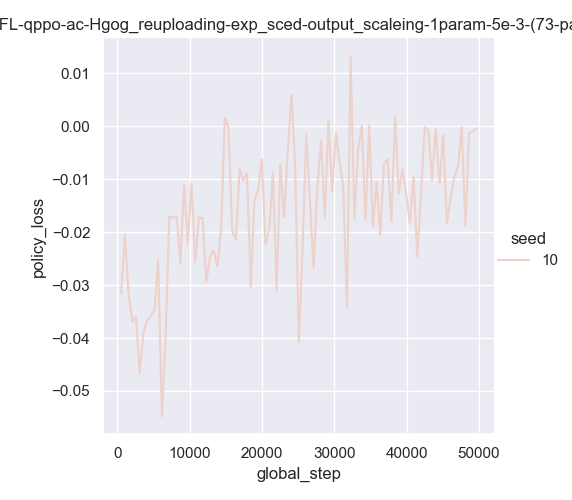 FL-qppo-ac-Hgog_reuploading-exp_sced-output_scaleing-1param-5e-3-(73-pa
0.01
0.00
−0.01
−0.02
−0.03
−0.04
−0.05
policy_loss
0 10000 20000 30000 40000 50000
global_step
seed
10